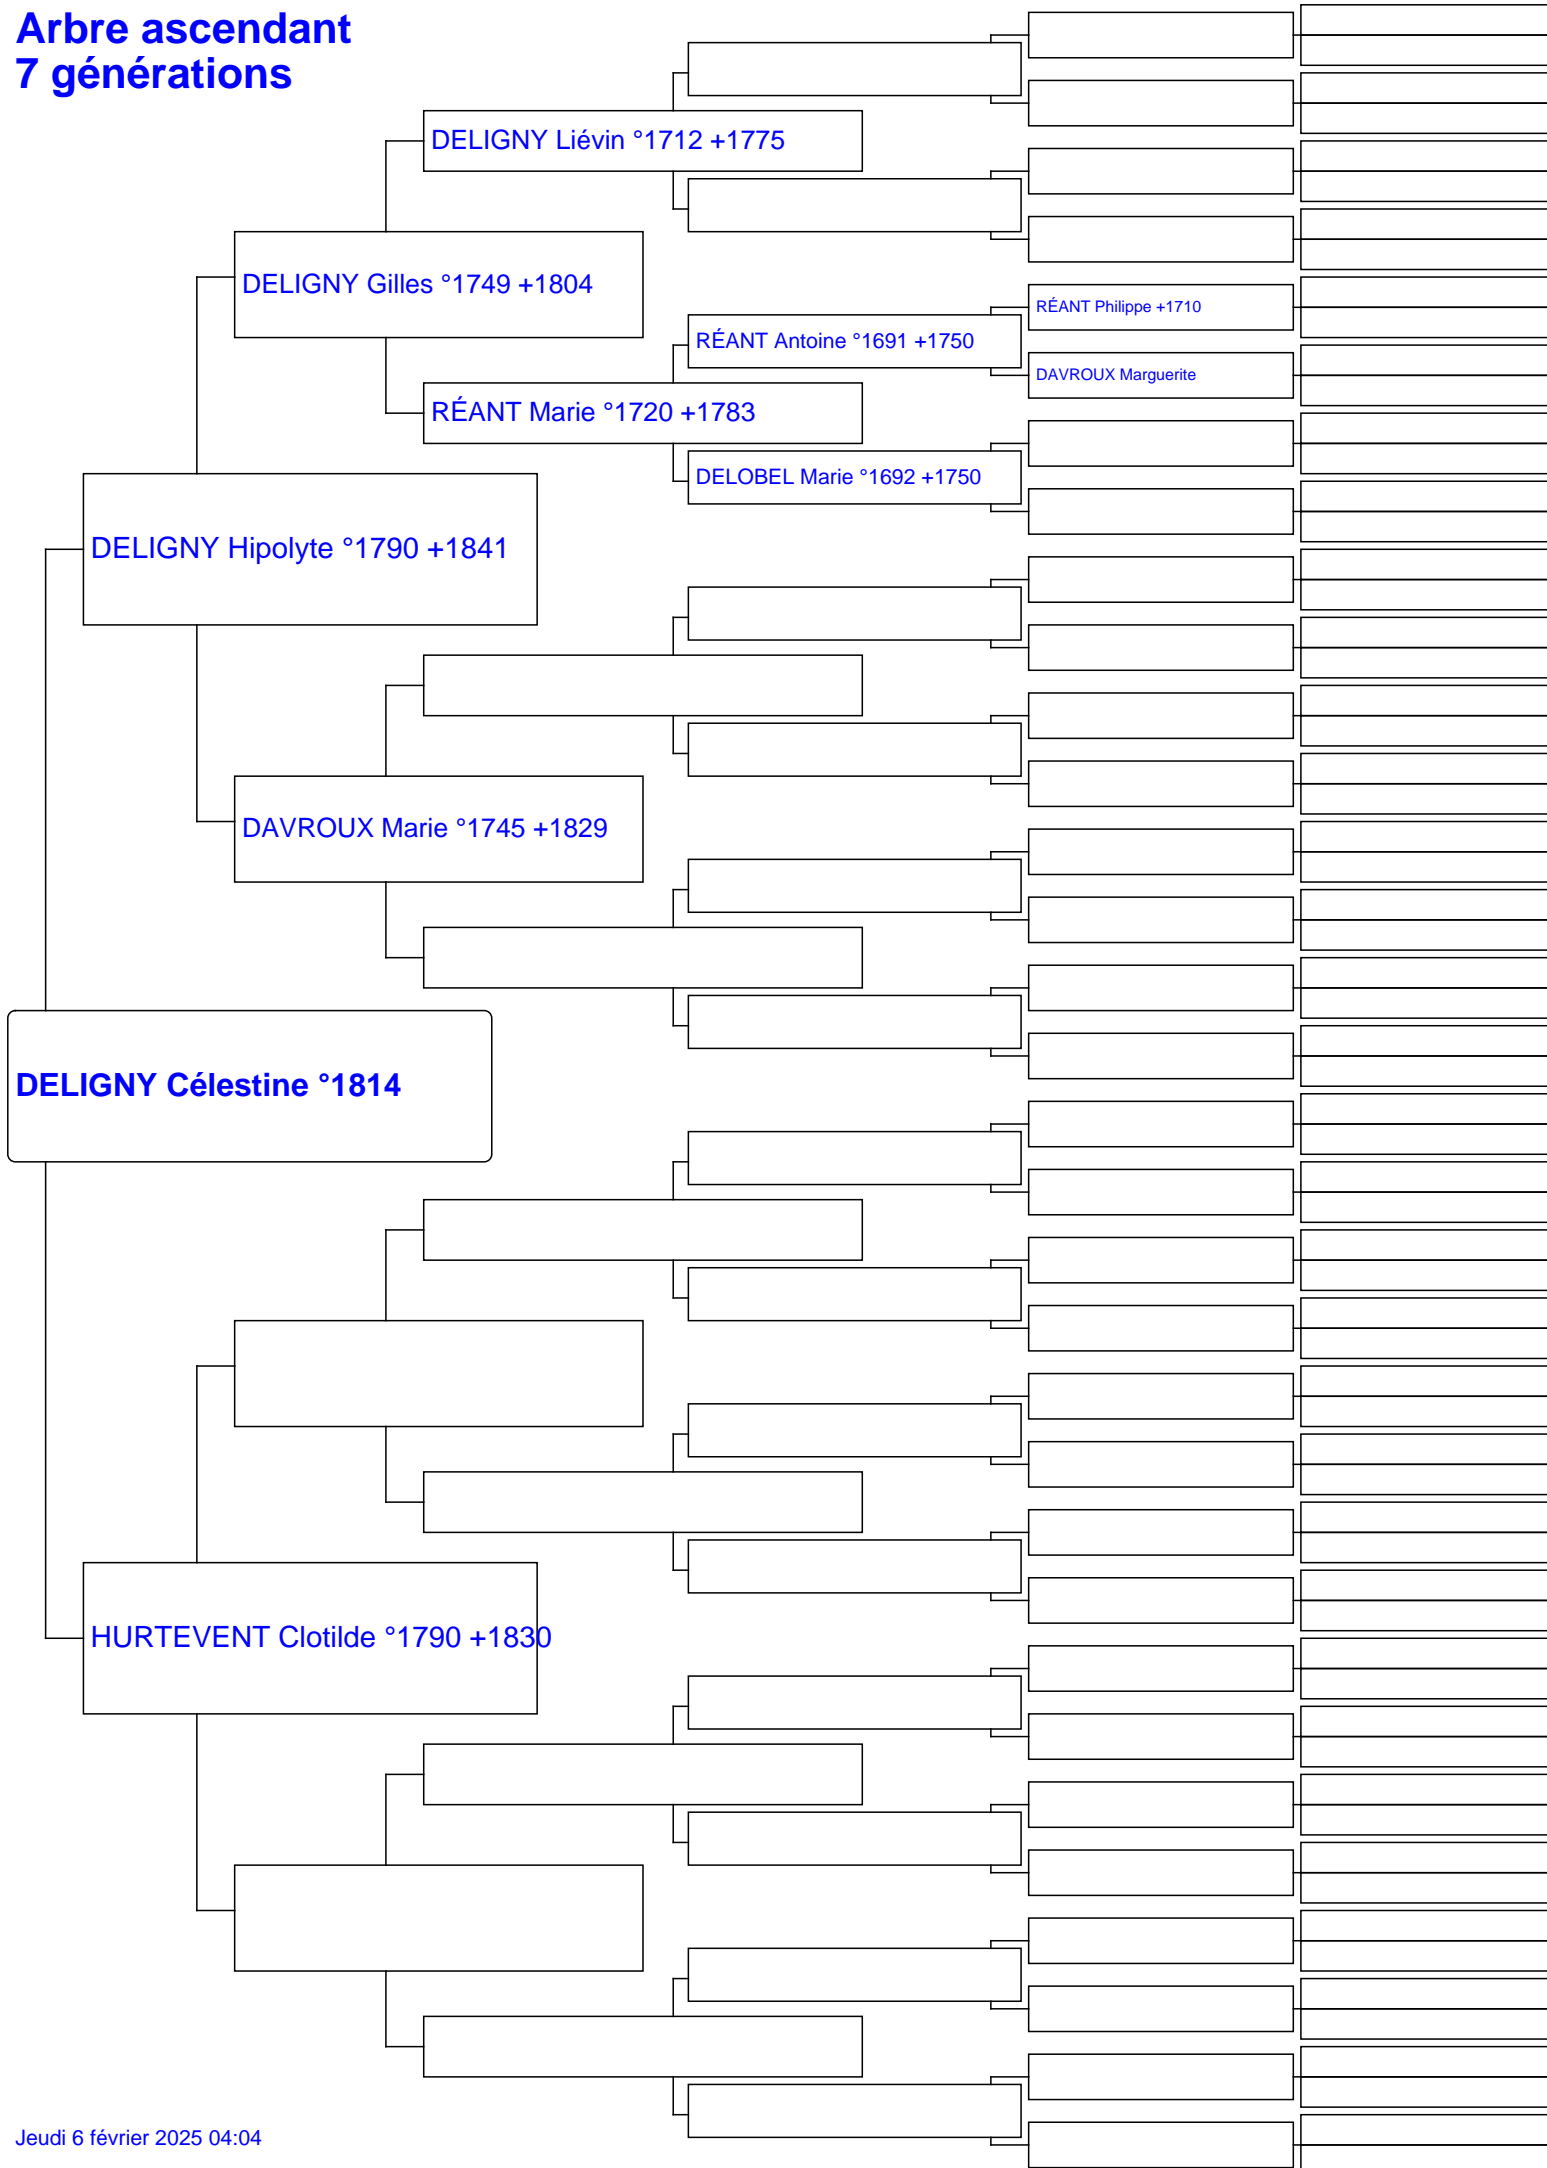 Arbre ascendant
7 générations
DELIGNY Liévin °1712 +1775
DELIGNY Gilles °1749 +1804
RÉANT Philippe +1710
RÉANT Antoine °1691 +1750
DAVROUX Marguerite
RÉANT Marie °1720 +1783
DELOBEL Marie °1692 +1750
DELIGNY Hipolyte °1790 +1841
DAVROUX Marie °1745 +1829
DELIGNY Célestine °1814
HURTEVENT Clotilde °1790 +1830
Jeudi 6 février 2025 04:04